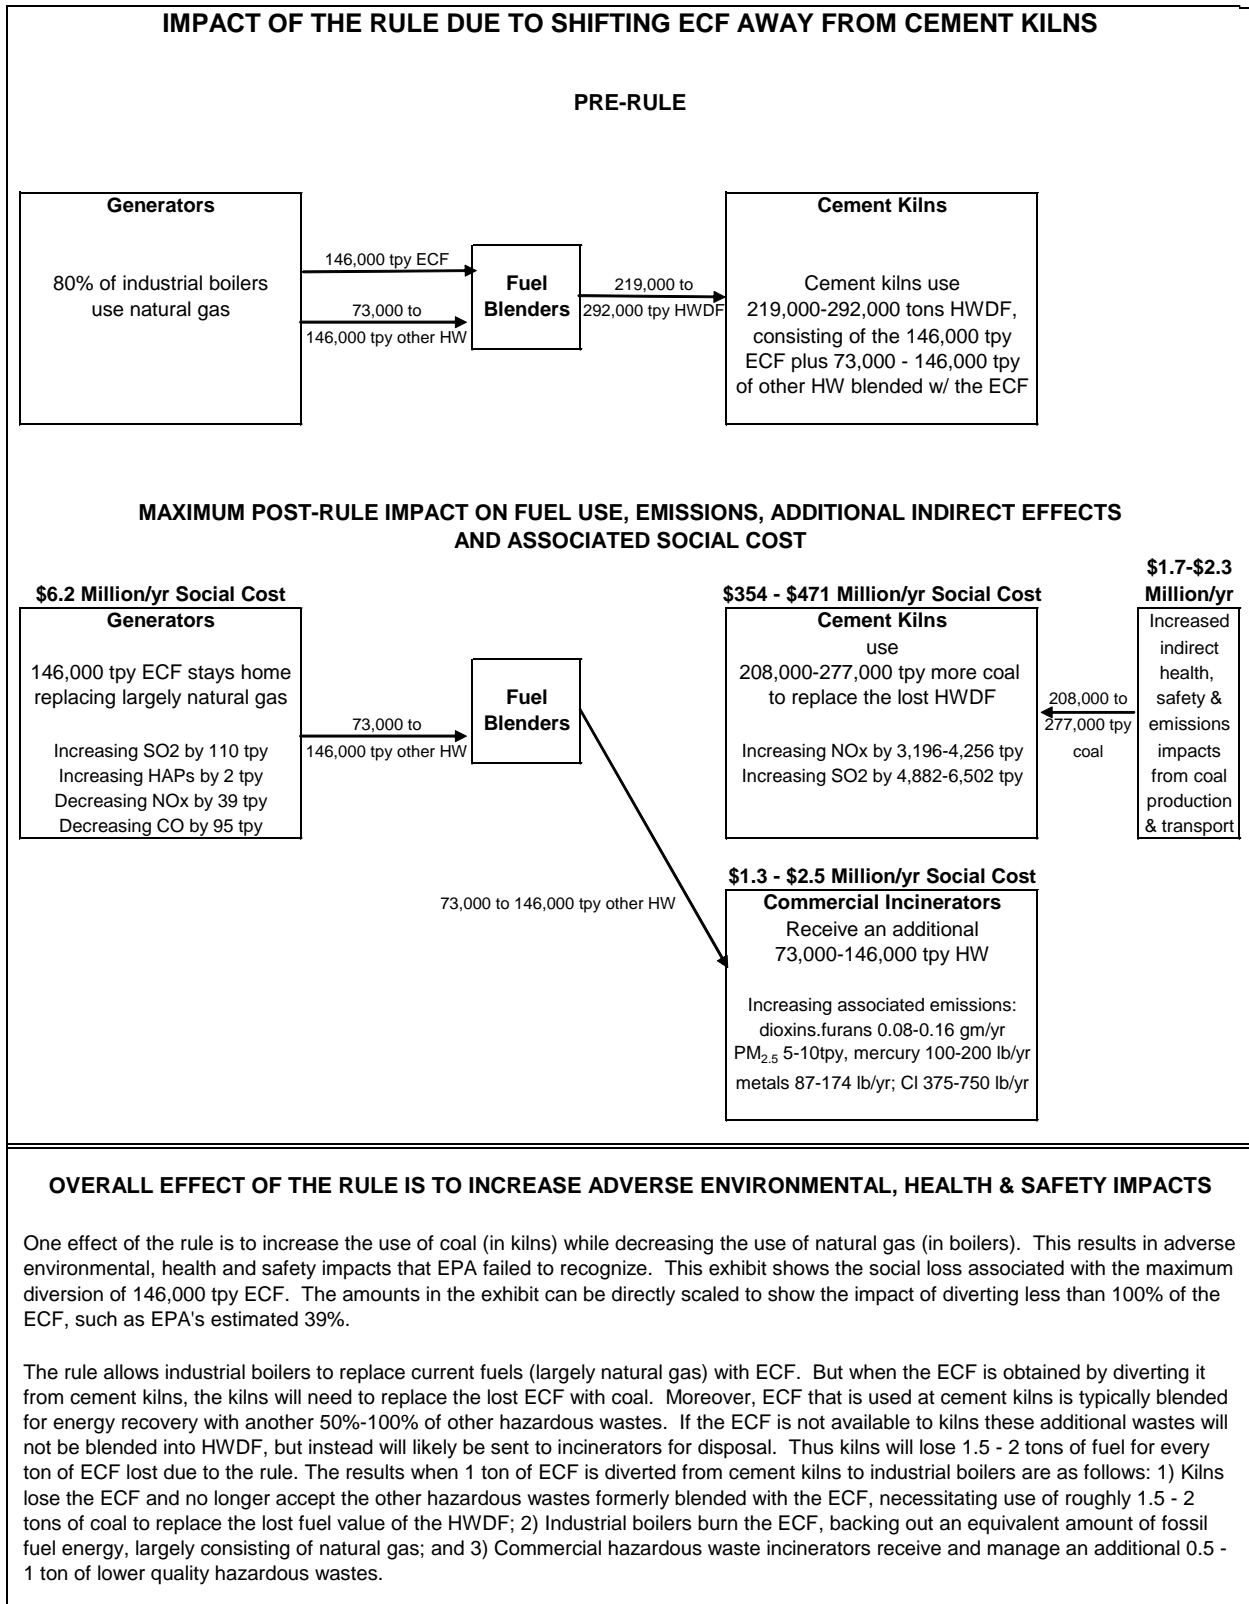 IMPACT OF THE RULE DUE TO SHIFTING ECF AWAY FROM CEMENT KILNS
PRE-RULE
Generators
80% of industrial boilers
use natural gas
146,000 tpy ECF
73,000 to
146,000 tpy other HW
Fuel
Blenders
219,000 to
292,000 tpy HWDF
Cement Kilns
Cement kilns use
219,000-292,000 tons HWDF,
consisting of the 146,000 tpy
ECF plus 73,000 - 146,000 tpy
of other HW blended w/ the ECF
MAXIMUM POST-RULE IMPACT ON FUEL USE, EMISSIONS, ADDITIONAL INDIRECT EFFECTS
AND ASSOCIATED SOCIAL COST
$6.2 Million/yr Social Cost
Generators
146,000 tpy ECF stays home
replacing largely natural gas
Increasing SO2 by 110 tpy
Increasing HAPs by 2 tpy
Decreasing NOx by 39 tpy
Decreasing CO by 95 tpy
73,000 to
146,000 tpy other HW
Fuel
Blenders
$354 - $471 Million/yr Social Cost
Cement Kilns
use
208,000-277,000 tpy more coal
to replace the lost HWDF
Increasing NOx by 3,196-4,256 tpy
Increasing SO2 by 4,882-6,502 tpy
208,000 to
277,000 tpy
coal
$1.7-$2.3
Million/yr
Increased
indirect
health,
safety &
emissions
impacts
from coal
production
& transport
73,000 to 146,000 tpy other HW
$1.3 - $2.5 Million/yr Social Cost
Commercial Incinerators
Receive an additional
73,000-146,000 tpy HW
Increasing associated emissions:
dioxins.furans 0.08-0.16 gm/yr
PM2.5 5-10tpy, mercury 100-200 lb/yr
metals 87-174 lb/yr; Cl 375-750 lb/yr
OVERALL EFFECT OF THE RULE IS TO INCREASE ADVERSE ENVIRONMENTAL, HEALTH & SAFETY IMPACTS
One effect of the rule is to increase the use of coal (in kilns) while decreasing the use of natural gas (in boilers). This results in adverse
environmental, health and safety impacts that EPA failed to recognize. This exhibit shows the social loss associated with the maximum
diversion of 146,000 tpy ECF. The amounts in the exhibit can be directly scaled to show the impact of diverting less than 100% of the
ECF, such as EPA's estimated 39%.
The rule allows industrial boilers to replace current fuels (largely natural gas) with ECF. But when the ECF is obtained by diverting it
from cement kilns, the kilns will need to replace the lost ECF with coal. Moreover, ECF that is used at cement kilns is typically blended
for energy recovery with another 50%-100% of other hazardous wastes. If the ECF is not available to kilns these additional wastes will
not be blended into HWDF, but instead will likely be sent to incinerators for disposal. Thus kilns will lose 1.5 - 2 tons of fuel for every
ton of ECF lost due to the rule. The results when 1 ton of ECF is diverted from cement kilns to industrial boilers are as follows: 1) Kilns
lose the ECF and no longer accept the other hazardous wastes formerly blended with the ECF, necessitating use of roughly 1.5 - 2
tons of coal to replace the lost fuel value of the HWDF; 2) Industrial boilers burn the ECF, backing out an equivalent amount of fossil
fuel energy, largely consisting of natural gas; and 3) Commercial hazardous waste incinerators receive and manage an additional 0.5 -
1 ton of lower quality hazardous wastes.